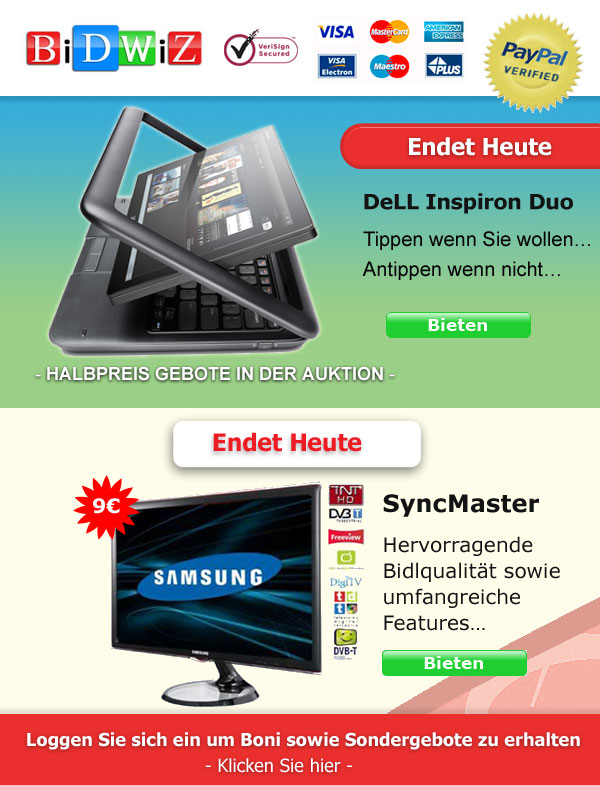 BiDWiZ
VeriSign
Secured
VISA
MasterCard
AMERICAN
EXPRESS
VISA
Electron
Maestro
PLUS
PayPal
VERIFIED
Endet Heute
DeLL Inspiron Duo
Tippen wenn Sie wollen...
Antippen wenn nicht...
Bieten
- HALBPREIS GEBOTE IN DER AUKTION -
Endet Heute
9€
SAMSUNG
TNT
HD
DVB T
Freeview
DigiTV
td
tt
DVB-T
SyncMaster
Hervorragende
Bidlqualität sowie
umfangreiche
Features...
Bieten
Loggen Sie sich ein um Boni sowie Sondergebote zu erhalten
- Klicken Sie hier -